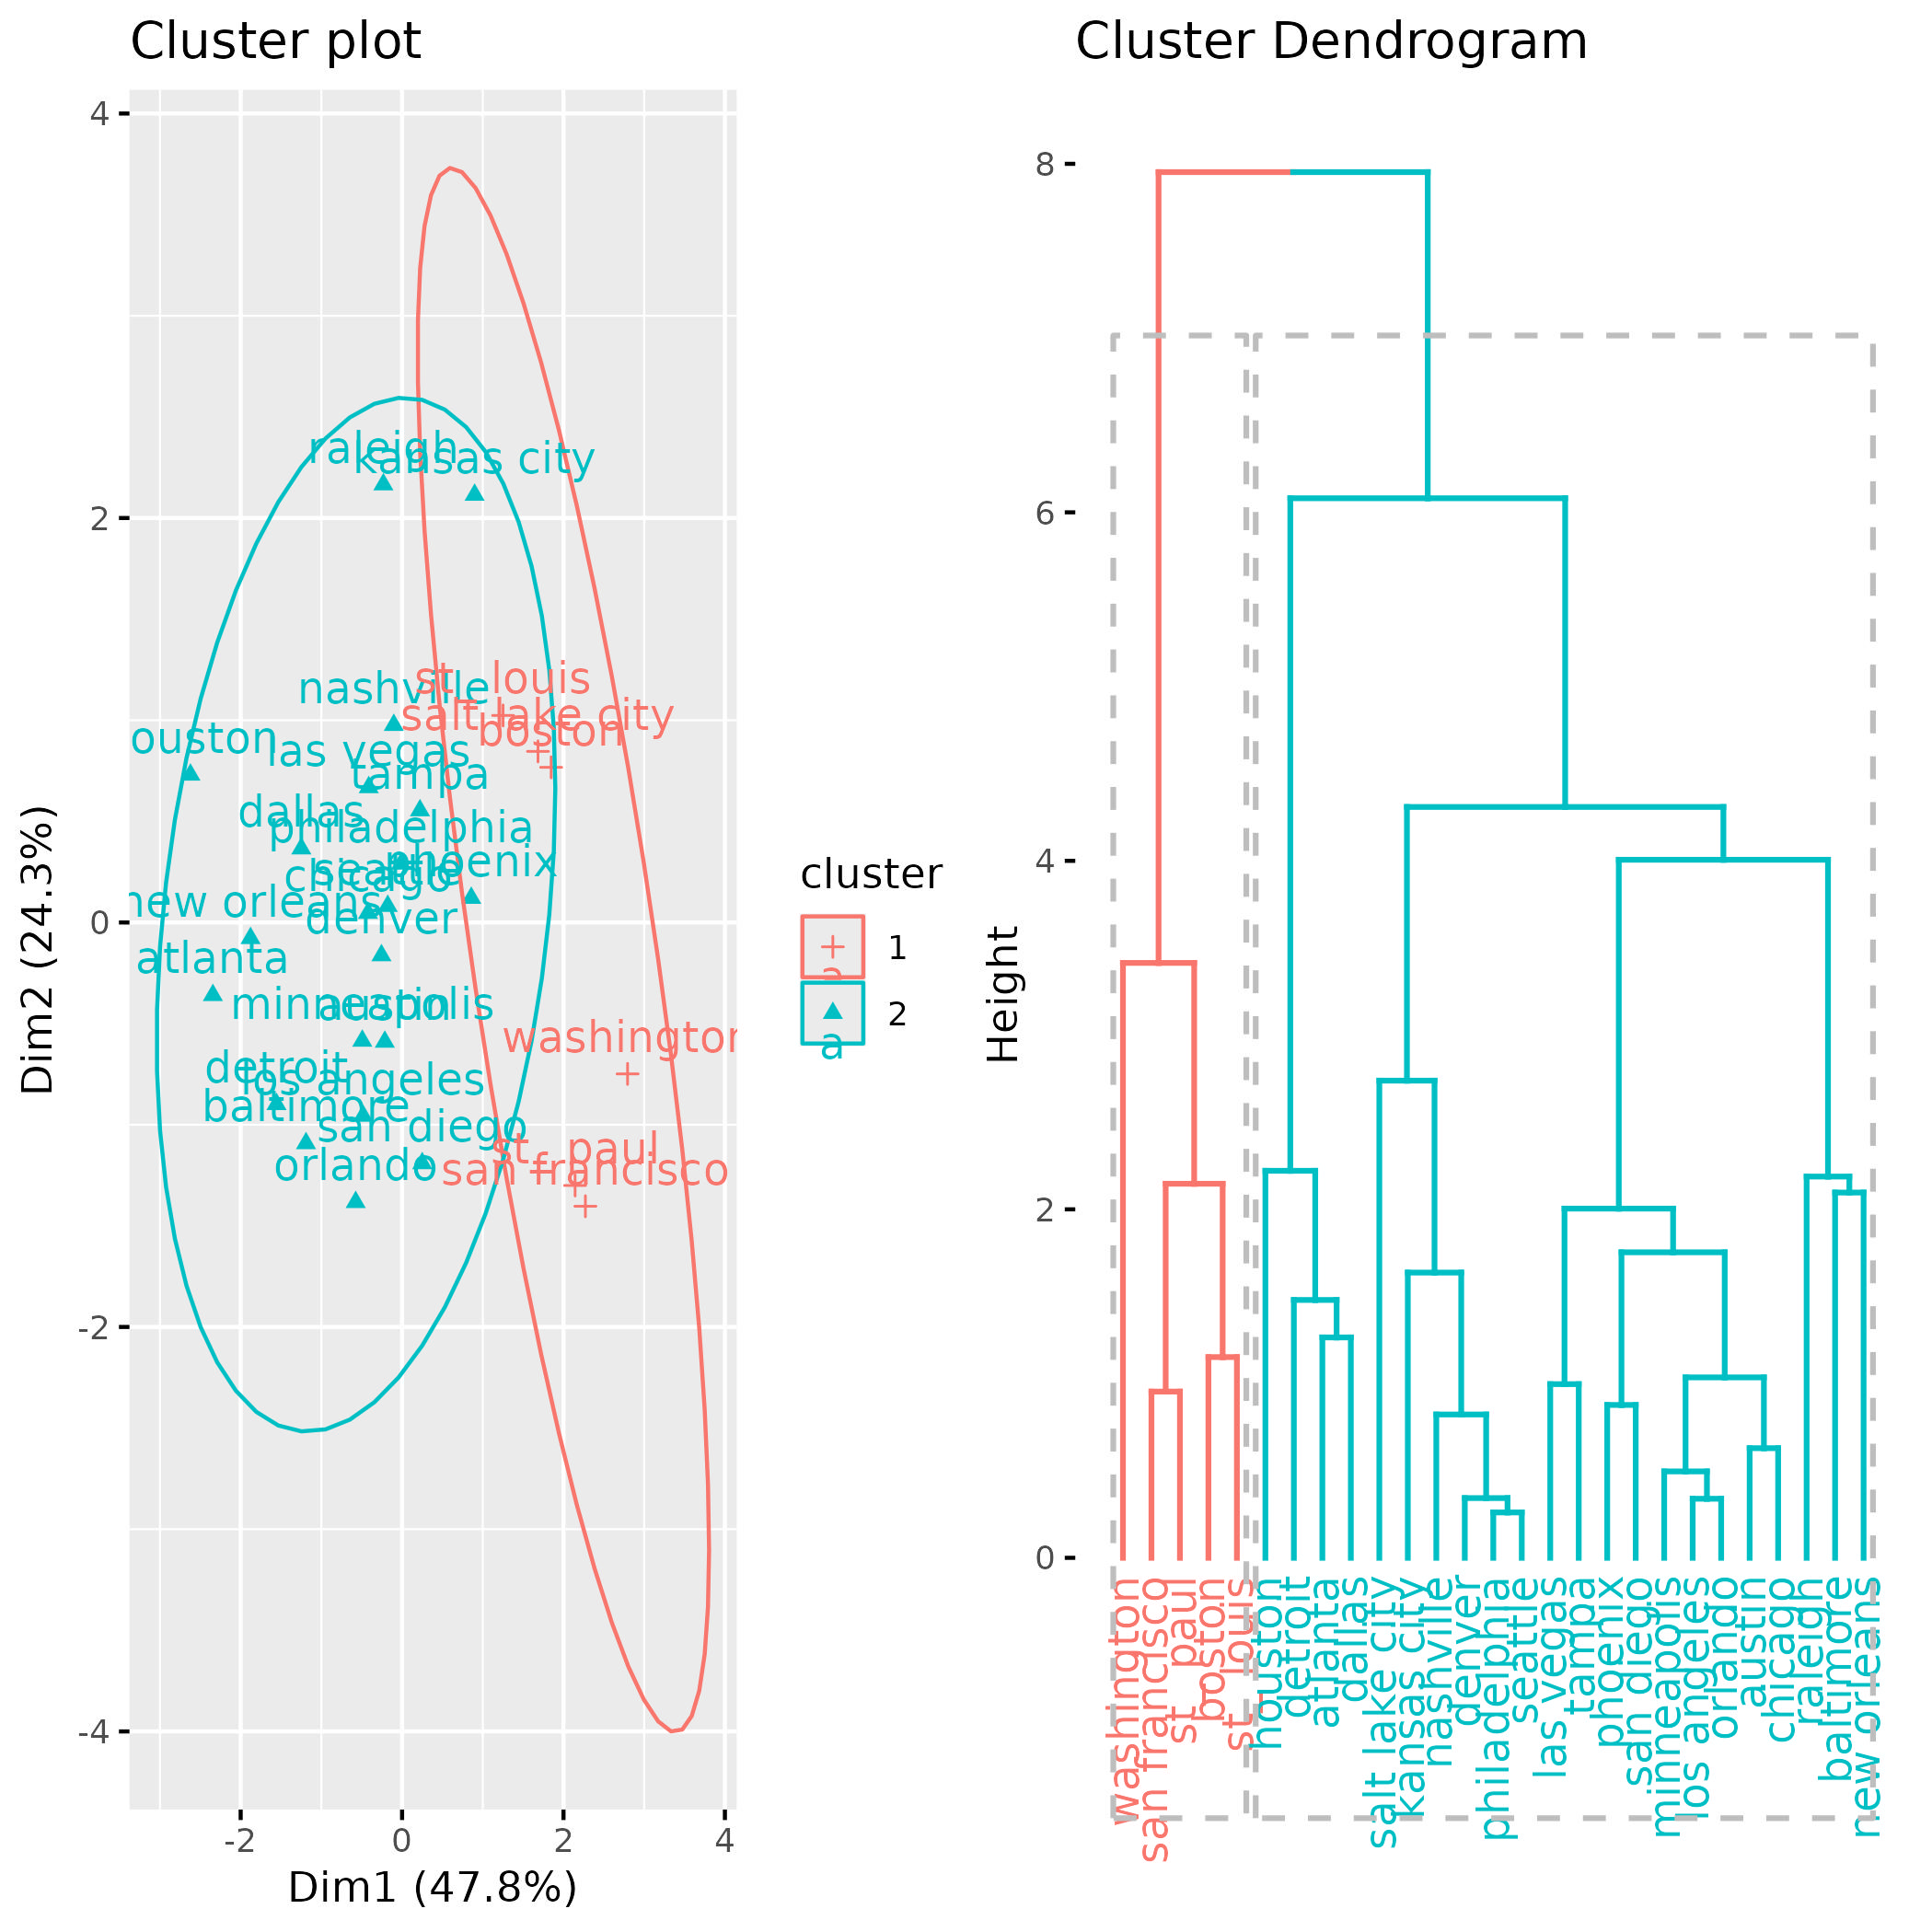 Cluster plot
Cluster Dendrogram
4
2
0
-2
-4
Dim2 (24.3%)
-2
0
2
4
Dim1 (47.8%)
raleigh
kansas city
st_ louis
nashville
salt lake city
boston
ouston
las vegas
tampa
dallas
philadelphia
phoenix
seattle
chicago
new orleans
denver
atlanta
minneapolis
austin
washington
detroit
los angeles
baltimore
san diego
st_ paul
orlando
san francisco
cluster
a
1
a
2
Height
8
6
4
2
0
washington
san francisco
st_ paul
boston
st_ louis
houston
detroit
atlanta
dallas
salt lake city
kansas city
nashville
denver
philadelphia
seattle
las vegas
tampa
phoenix
san diego
minneapolis
los angeles
orlando
austin
chicago
raleigh
baltimore
new orleans